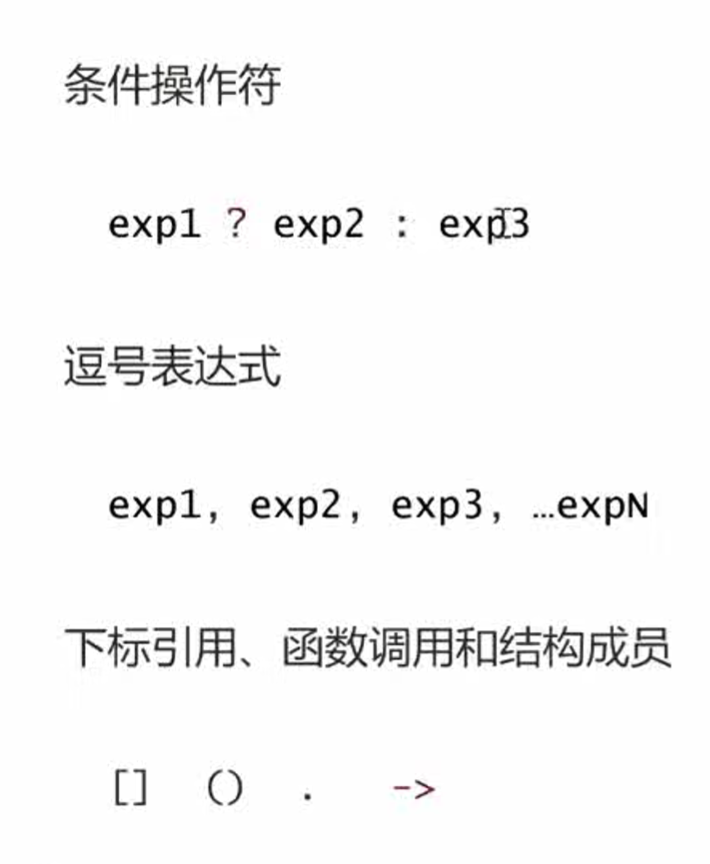 条件操作符
exp1 ? exp2 : exp3
逗号表达式
exp1, exp2, exp3, …expN
下标引用、函数调用和结构成员
[] () . ->